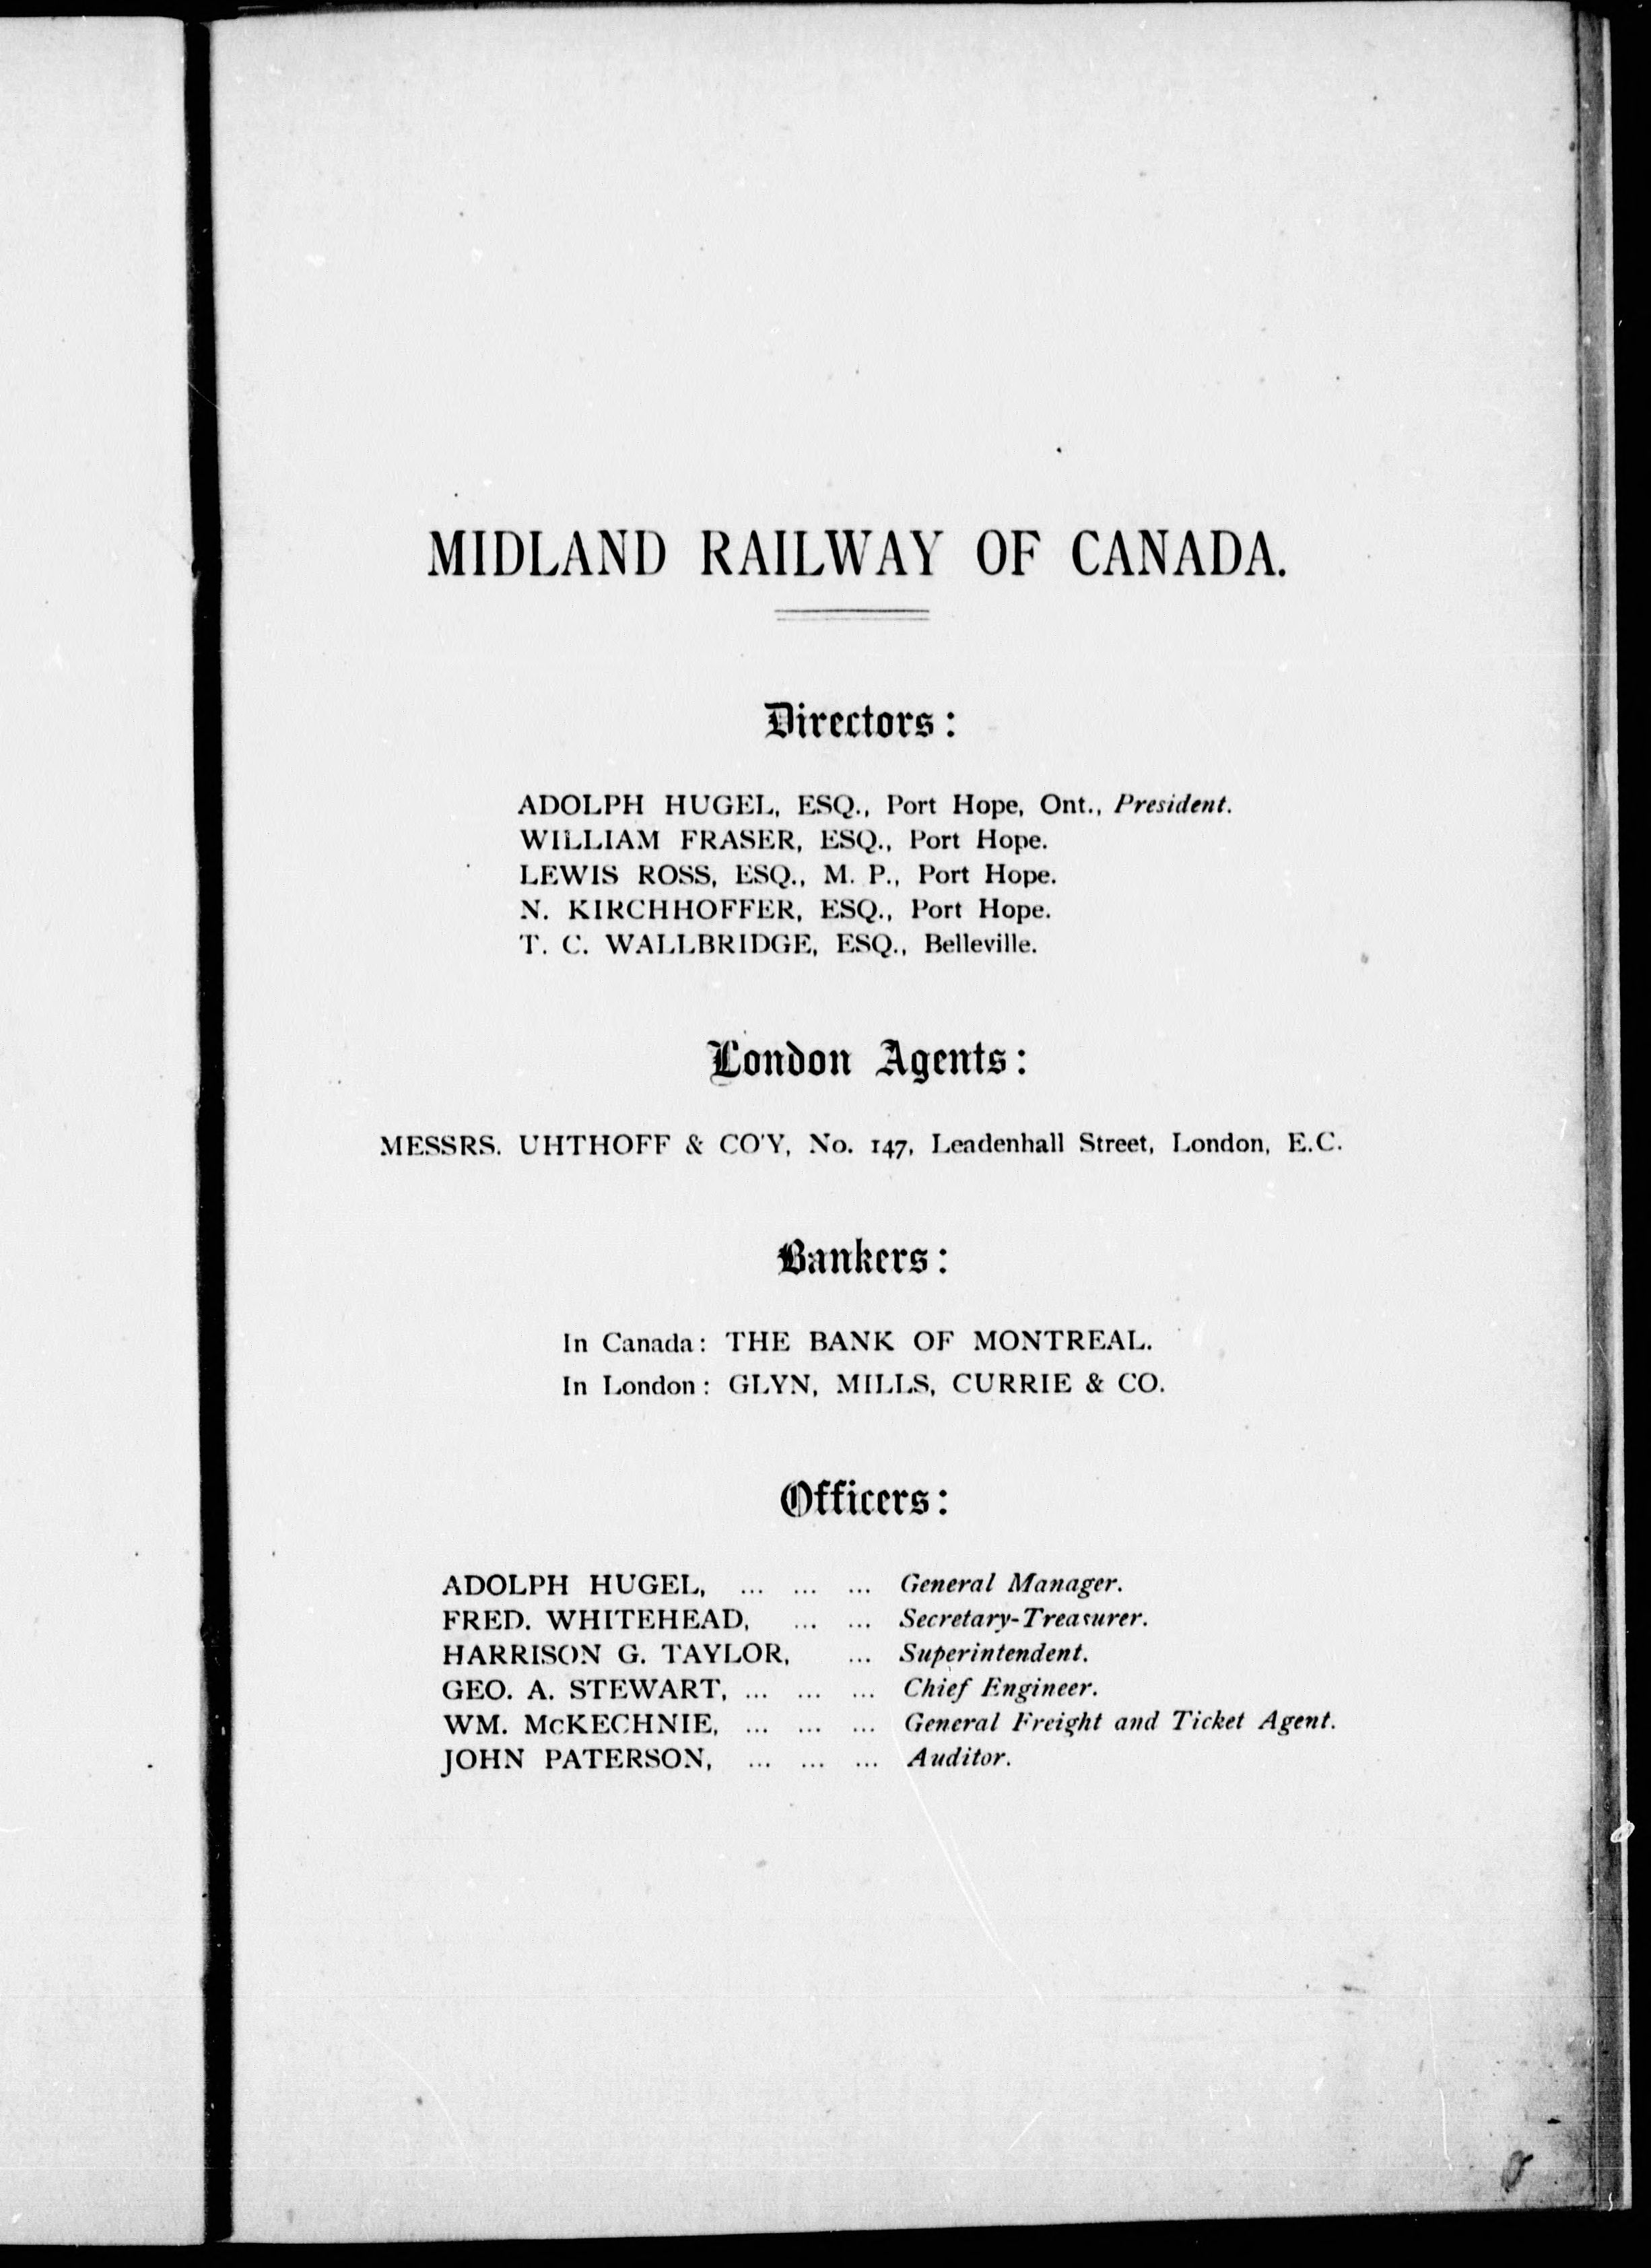 MIDLAND RAILWAY OF CANADA.
Directors:
ADOLPH HUGEL, ESQ., Port Hope, Ont., President.
WILLIAM FRASER, ESQ., Port Hope.
LEWIS ROSS, ESQ., M. P., Port Hope.
N. KIRCHHOFFER, ESQ., Port Hope.
T. C. WALLBRIDGE, ESQ., Belleville.
London Agents:
MESSRS. UHTHOFF & CO'Y, No. 147, Leadenhall Street, London, E.C.
Bankers:
In Canada: THE BANK OF MONTREAL.
In London: GLYN, MILLS, CURRIE & CO.
Officers:
ADOLPH HUGEL, ... ... ... General Manager.
FRED. WHITEHEAD, ... ... Secretary-Treasurer.
HARRISON G. TAYLOR, ... Superintendent.
GEO. A. STEWART, ... ... ... Chief Engineer.
WM. McKECHNIE, ... ... ... General Freight and Ticket Agent.
JOHN PATERSON, ... ... ... Auditor.